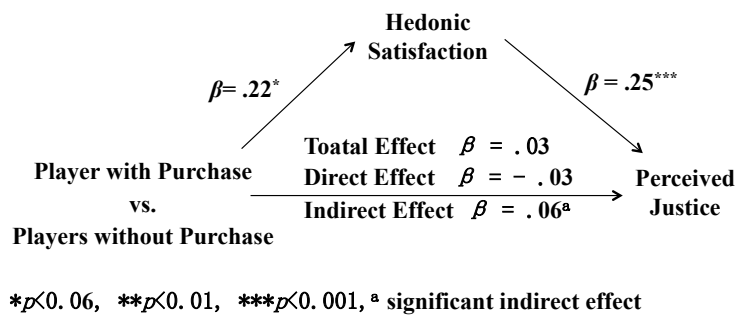 Hedonic
Satisfaction
β= .22*
β = .25***
Toatal Effect β = .03
Direct Effect β = - .03
Indirect Effect β = .06ᵃ
Player with Purchase
vs.
Players without Purchase
Perceived
Justice
*p<0.06, **p<0.01, ***p<0.001, ᵃ significant indirect effect